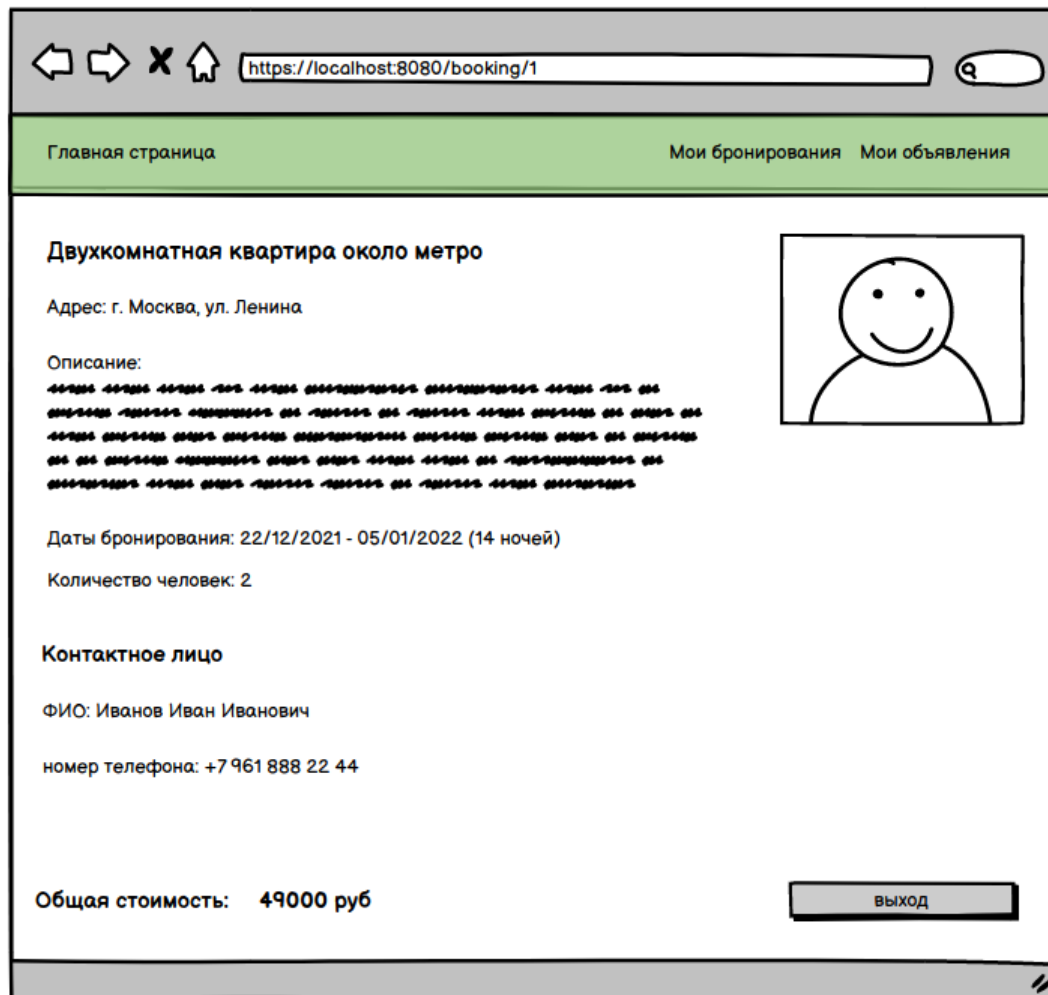 https://localhost:8080/booking/1
Главная страница
Мои бронирования
Мои объявления
Двухкомнатная квартира около метро
Адрес: г. Москва, ул. Ленина
Описание:
Даты бронирования: 22/12/2021 - 05/01/2022 (14 ночей)
Количество человек: 2
Контактное лицо
ФИО: Иванов Иван Иванович
номер телефона: +7 961 888 22 44
Общая стоимость: 49000 руб
выход